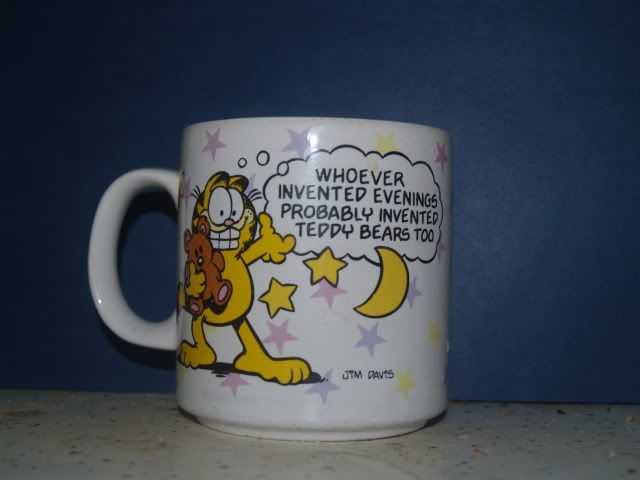 WHOEVER
INVENTED EVENINGS
PROBABLY INVENTED
TEDDY BEARS TOO
JIM DAVIS